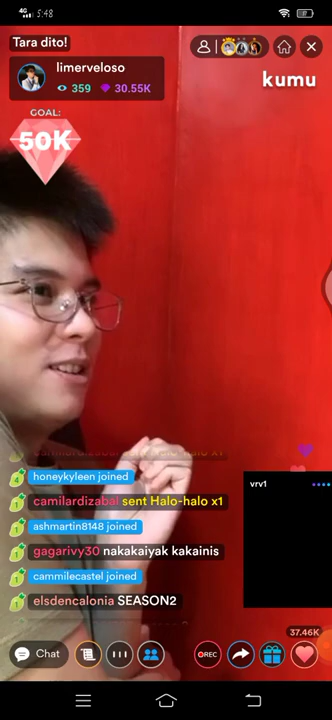 4G
5:48
Tara dito!
limerveloso
359 30.55K
kumu
GOAL:
50K
honeykyleen joined
camilardizabal sent Halo-halo x1
ashmartin8148 joined
gagarivy30 nakakaiyak kakainis
cammilecastel joined
elsdencalonia SEASON2
vrv1
37.46K
Chat
REC